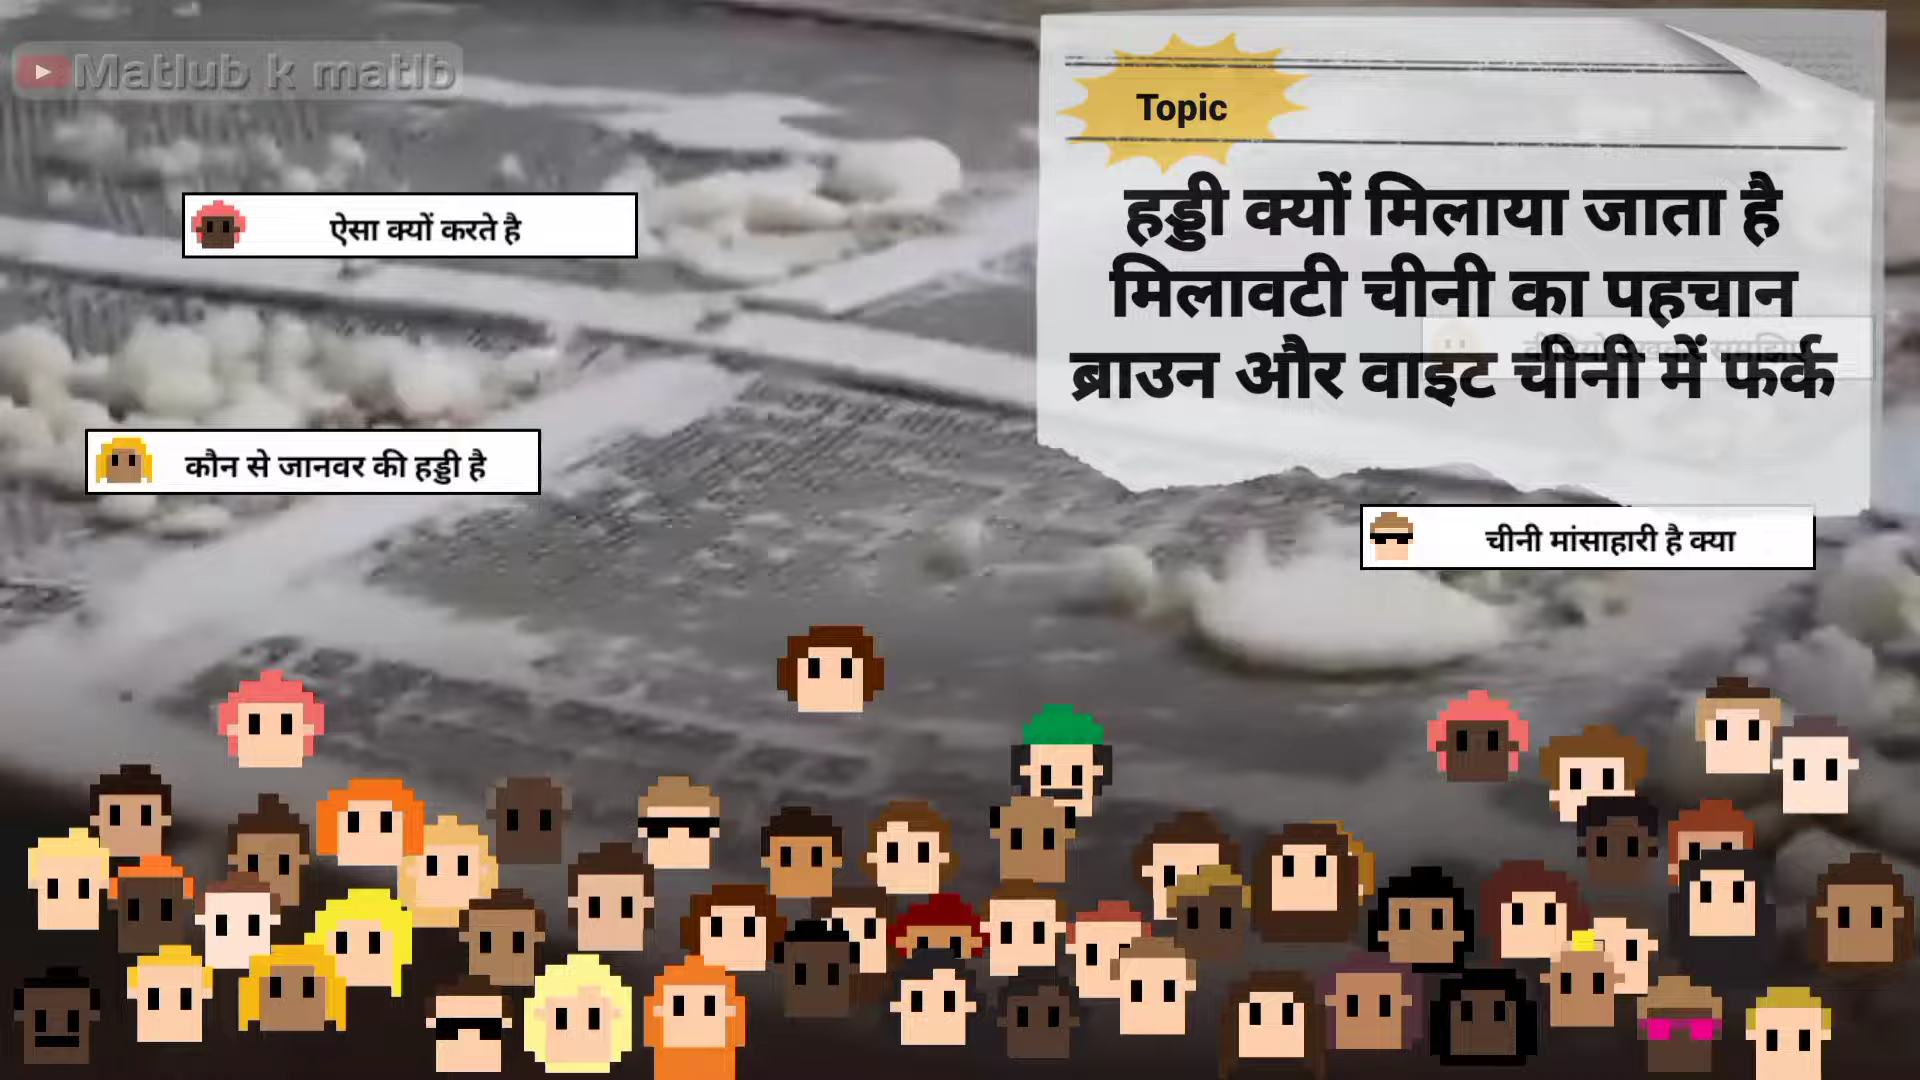 Matlub k matlb
Topic
हड्डी क्यों मिलाया जाता है
मिलावटी चीनी का पहचान
ब्राउन और वाइट चीनी में फर्क
ऐसा क्यों करते है
कौन से जानवर की हड्डी है
चीनी मांसाहारी है क्या